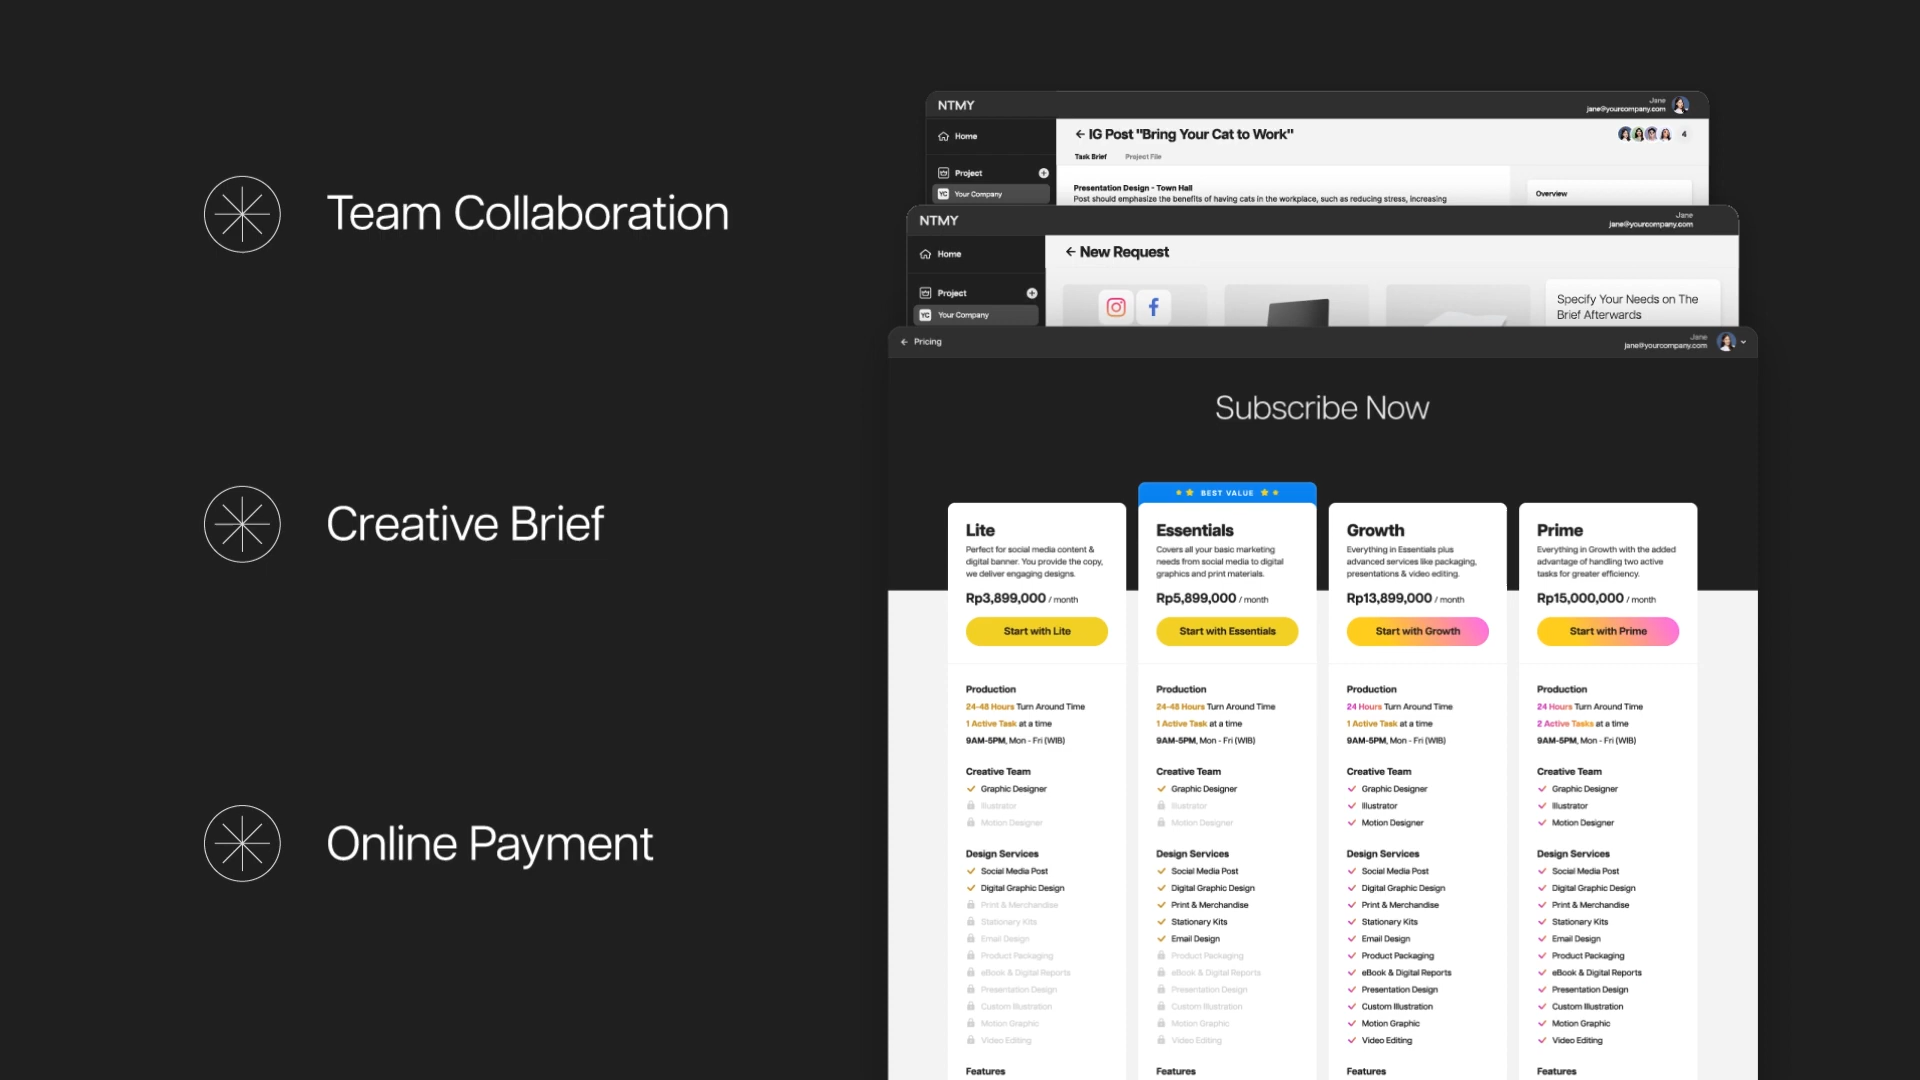 Team Collaboration
Creative Brief
Online Payment
NTMY
Jane
jane@yourcompany.com
Home
Project
YC Your Company
← IG Post "Bring Your Cat to Work"
4
Task Brief Project File
Presentation Design - Town Hall
Post should emphasize the benefits of having cats in the workplace, such as reducing stress, increasing
Overview
NTMY
Jane
jane@yourcompany.com
Home
Project
YC Your Company
← New Request
Specify Your Needs on The
Brief Afterwards
← Pricing
Jane
jane@yourcompany.com
Subscribe Now
Lite
Perfect for social media content &
digital banner. You provide the copy,
we deliver engaging designs.
Rp3,899,000 / month
Start with Lite
Production
24-48 Hours Turn Around Time
1 Active Task at a time
9AM-5PM, Mon - Fri (WIB)
Creative Team
Graphic Designer
Illustrator
Motion Designer
Design Services
Social Media Post
Digital Graphic Design
Print & Merchandise
Stationary Kits
Email Design
Product Packaging
eBook & Digital Reports
Presentation Design
Custom Illustration
Motion Graphic
Video Editing
Features
BEST VALUE
Essentials
Covers all your basic marketing
needs from social media to digital
graphics and print materials.
Rp5,899,000 / month
Start with Essentials
Production
24-48 Hours Turn Around Time
1 Active Task at a time
9AM-5PM, Mon - Fri (WIB)
Creative Team
Graphic Designer
Illustrator
Motion Designer
Design Services
Social Media Post
Digital Graphic Design
Print & Merchandise
Stationary Kits
Email Design
Product Packaging
eBook & Digital Reports
Presentation Design
Custom Illustration
Motion Graphic
Video Editing
Features
Growth
Everything in Essentials plus
advanced services like packaging,
presentations & video editing.
Rp13,899,000 / month
Start with Growth
Production
24 Hours Turn Around Time
1 Active Task at a time
9AM-5PM, Mon - Fri (WIB)
Creative Team
Graphic Designer
Illustrator
Motion Designer
Design Services
Social Media Post
Digital Graphic Design
Print & Merchandise
Stationary Kits
Email Design
Product Packaging
eBook & Digital Reports
Presentation Design
Custom Illustration
Motion Graphic
Video Editing
Features
Prime
Everything in Growth with the added
advantage of handling two active
tasks for greater efficiency.
Rp15,000,000 / month
Start with Prime
Production
24 Hours Turn Around Time
2 Active Tasks at a time
9AM-5PM, Mon - Fri (WIB)
Creative Team
Graphic Designer
Illustrator
Motion Designer
Design Services
Social Media Post
Digital Graphic Design
Print & Merchandise
Stationary Kits
Email Design
Product Packaging
eBook & Digital Reports
Presentation Design
Custom Illustration
Motion Graphic
Video Editing
Features